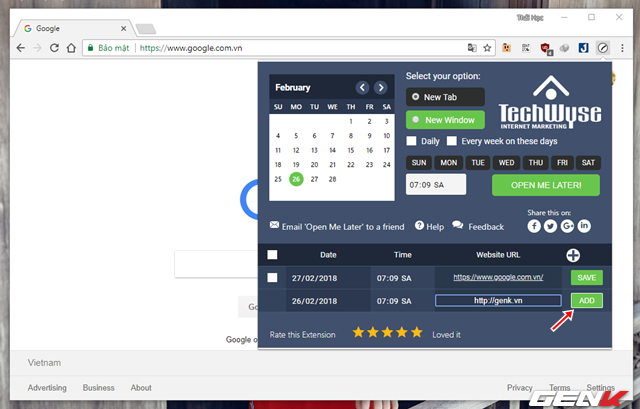 Thái Học
Google
Bảo mật https://www.google.com.vn
4
February
SU MO TU WE TH FR SA
1 2 3
4 5 6 7 8 9 10
11 12 13 14 15 16 17
18 19 20 21 22 23 24
25 26 27 28
Select your option:
New Tab
New Window
TechWyse
INTERNET MARKETING
Daily Every week on these days
SUN MON TUE WED THU FRI SAT
07:09 SA OPEN ME LATER!
Share this on:
Email 'Open Me Later' to a friend Help Feedback
Date Time Website URL
27/02/2018 07:09 SA https://www.google.com.vn/ SAVE
26/02/2018 07:09 SA http://genk.vn ADD
Rate this Extension Loved it
Vietnam
Advertising Business About Privacy Terms Settings
GENK